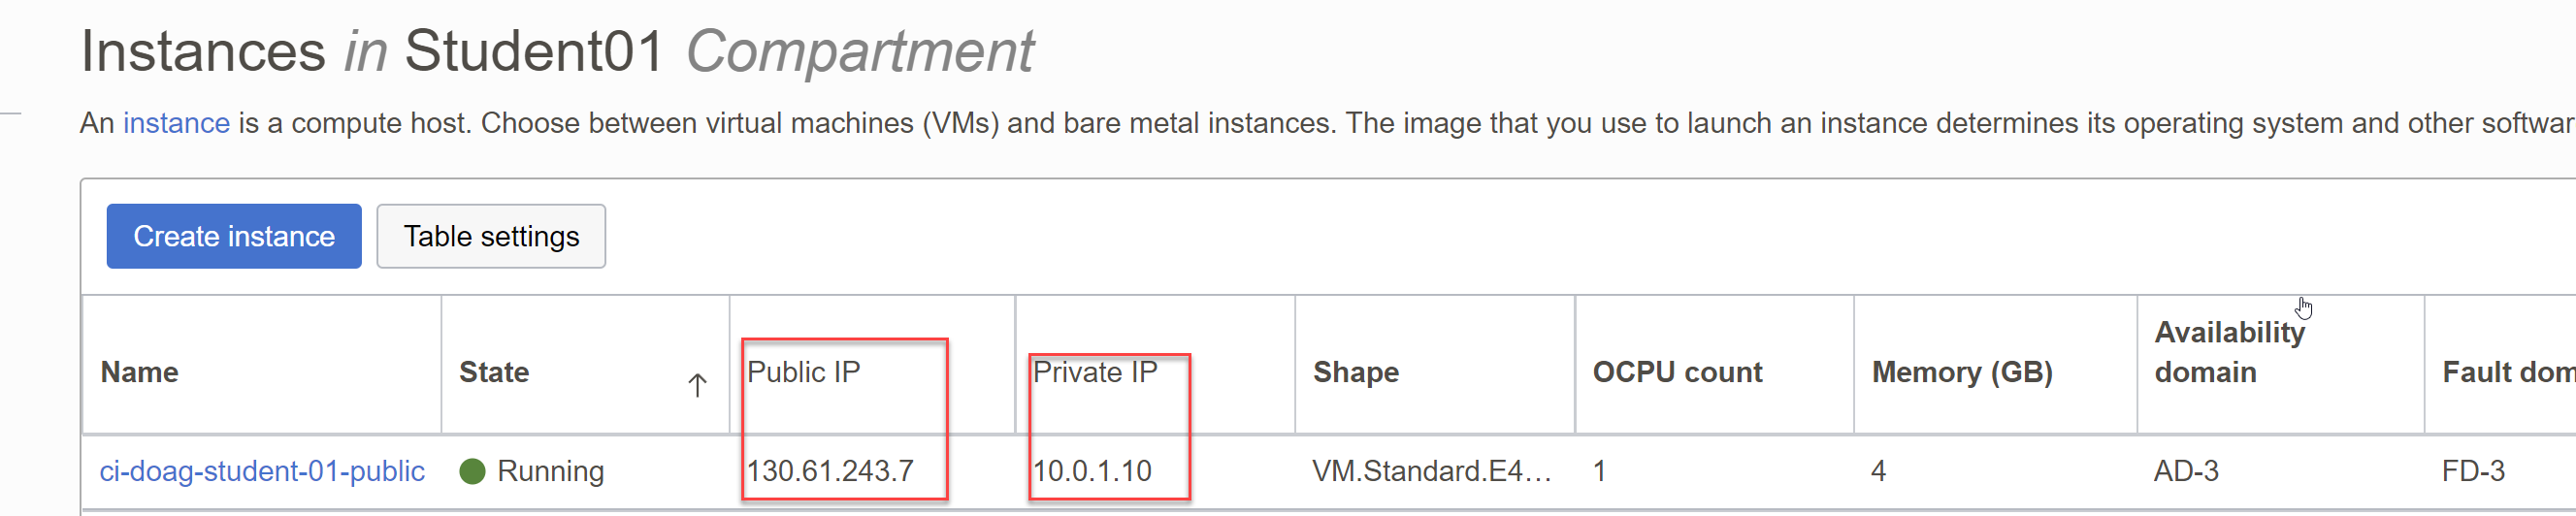 Instances in Student01 Compartment
An instance is a compute host. Choose between virtual machines (VMs) and bare metal instances. The image that you use to launch an instance determines its operating system and other softwar
Create instance Table settings
Name State Public IP Private IP Shape OCPU count Memory (GB) Availability domain Fault dom
ci-doag-student-01-public Running 130.61.243.7 10.0.1.10 VM.Standard.E4... 1 4 AD-3 FD-3